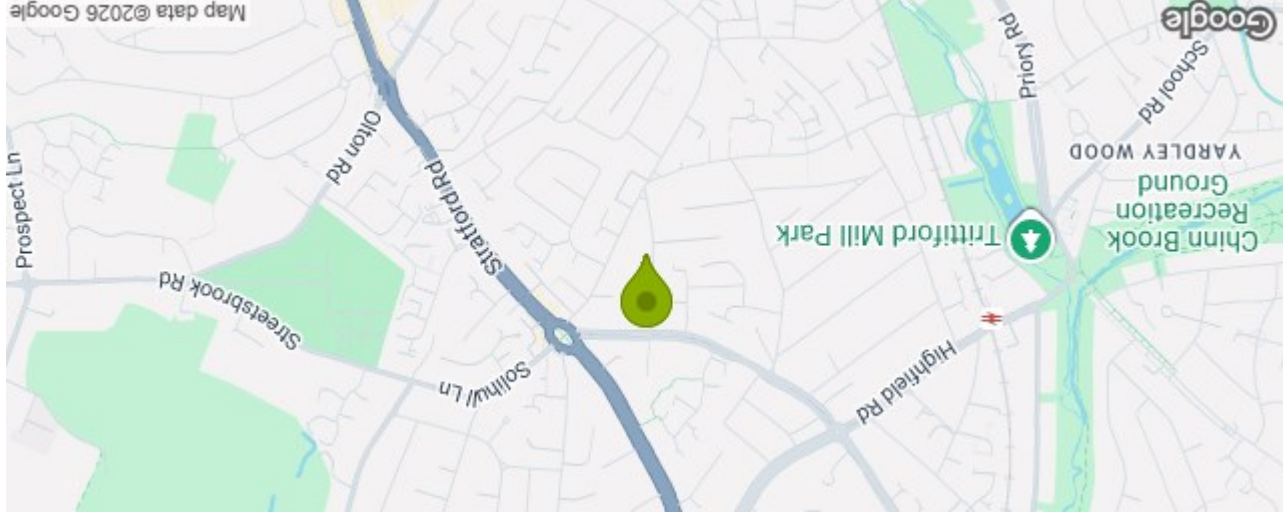 Solihull Ln
Highfield Rd
Streetsbrook Rd
Chinn Brook
Recreation
Ground
Trittiford Mill Park
Stratford Rd
Prospect Ln
YARDLEY WOOD
Olton Rd
School Rd
Priory Rd
Google
Map data ©2026 Google